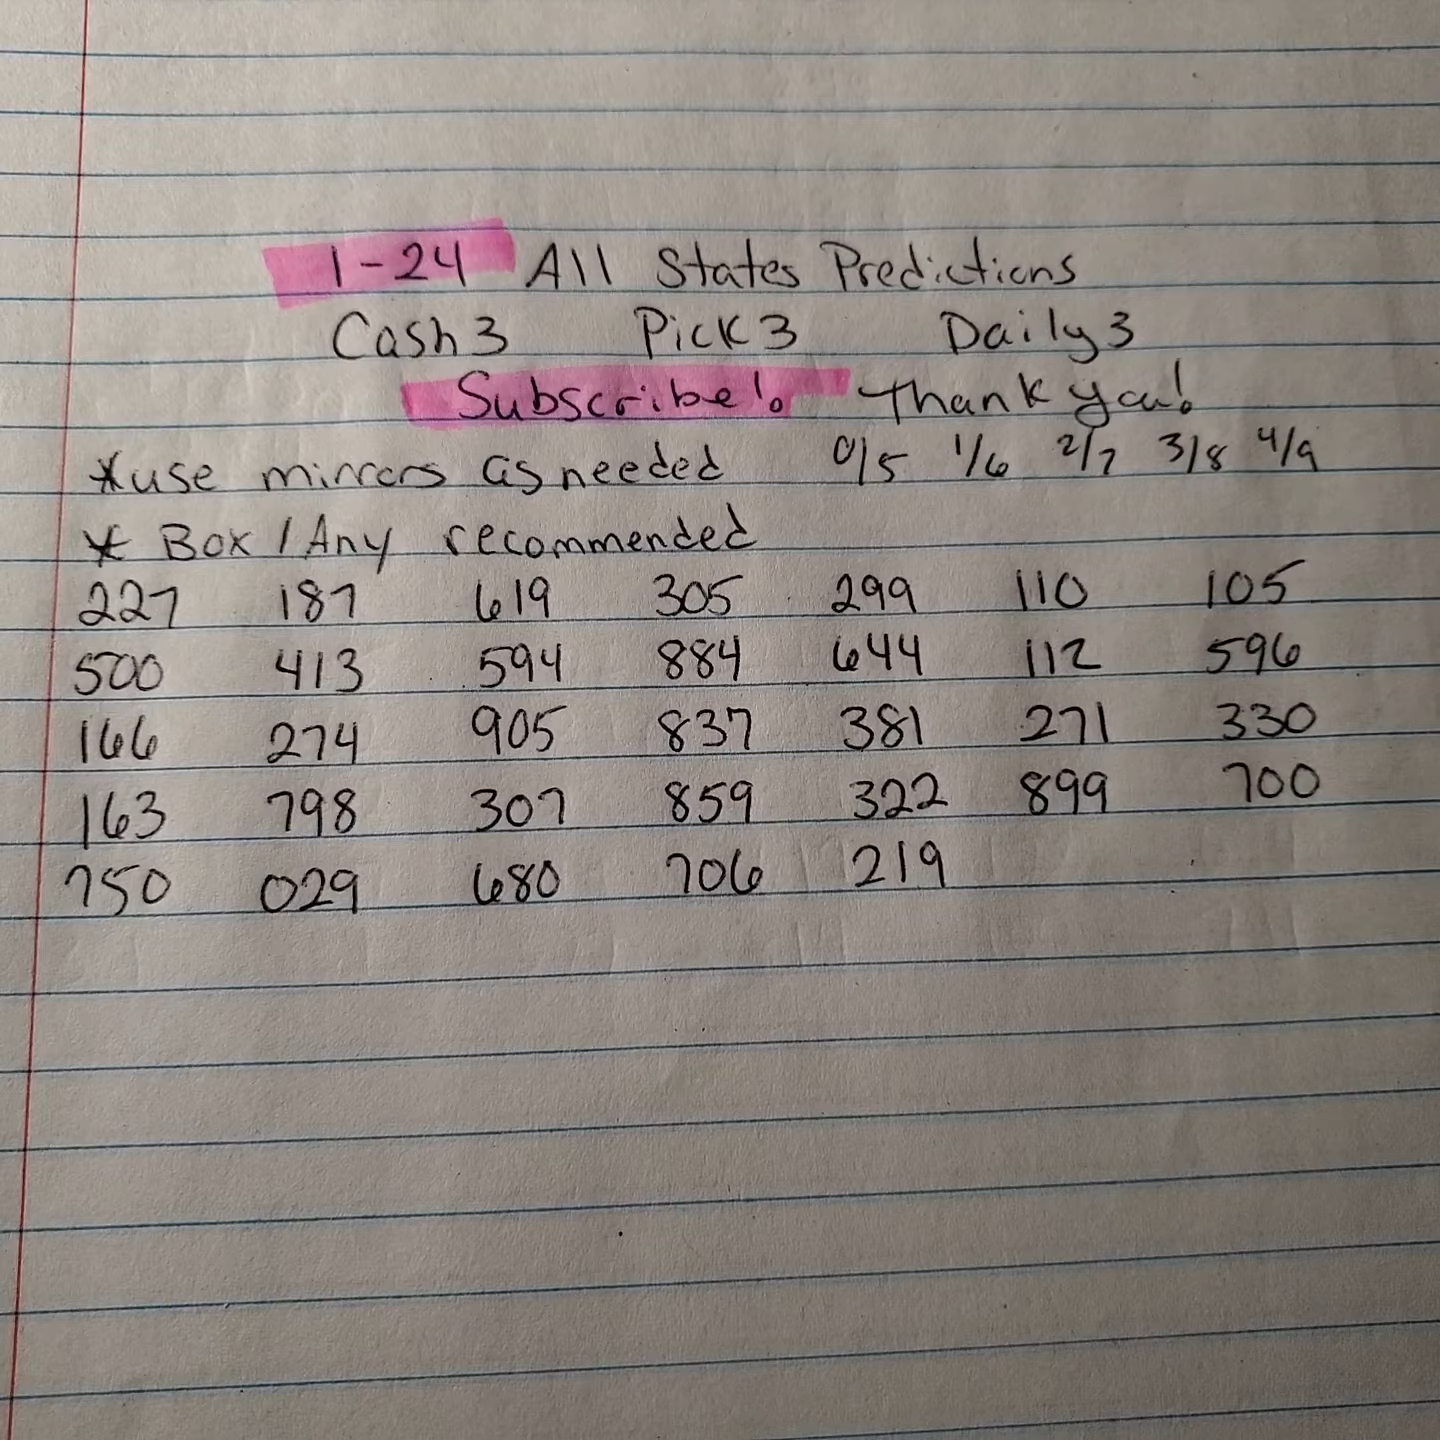 1-24 All States Predictions
Cash 3 Pick 3 Daily 3
Subscribe! Thank you!
*use mirrors as needed 0/5 1/6 2/7 3/8 4/9
* Box / Any recommended
227 187 619 305 299 110 105
500 413 594 884 644 112 596
166 274 905 837 381 271 330
163 798 307 859 322 899 700
750 029 680 706 219